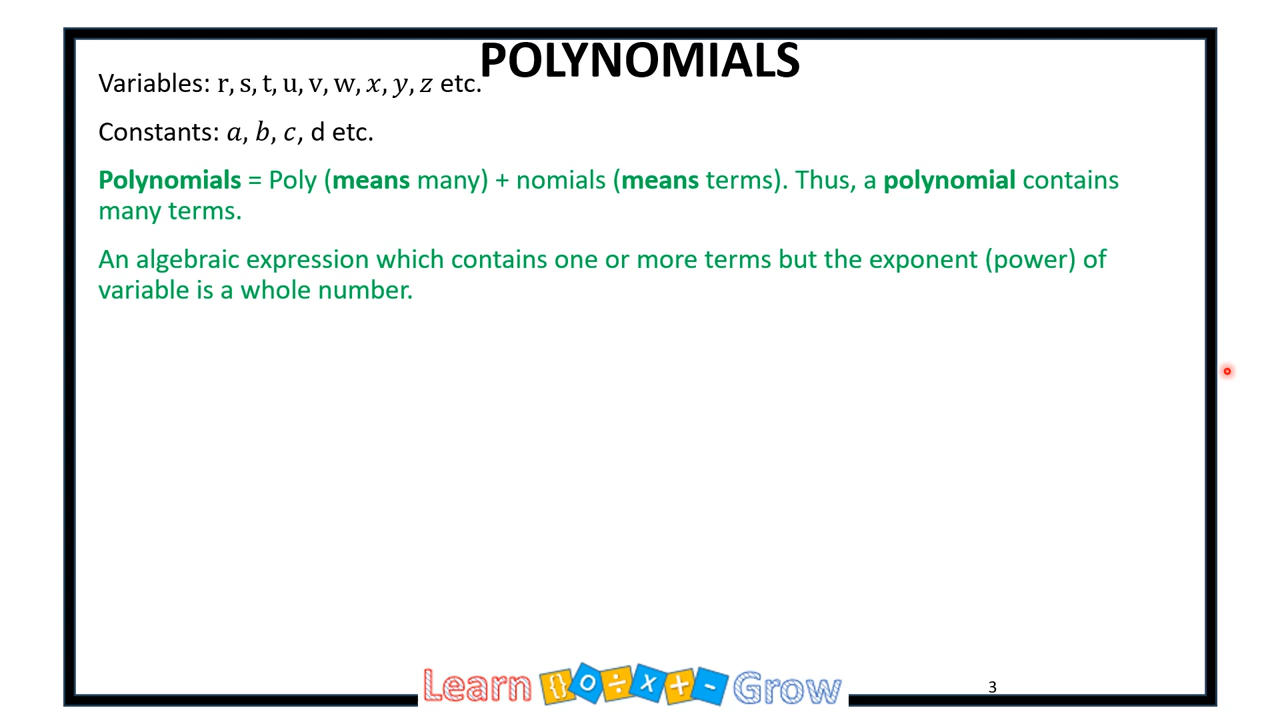 POLYNOMIALS
Variables: r, s, t, u, v, w, x, y, z etc.
Constants: a, b, c, d etc.
Polynomials = Poly (means many) + nomials (means terms). Thus, a polynomial contains
many terms.
An algebraic expression which contains one or more terms but the exponent (power) of
variable is a whole number.
Learn {} O ÷ x + - Grow
3